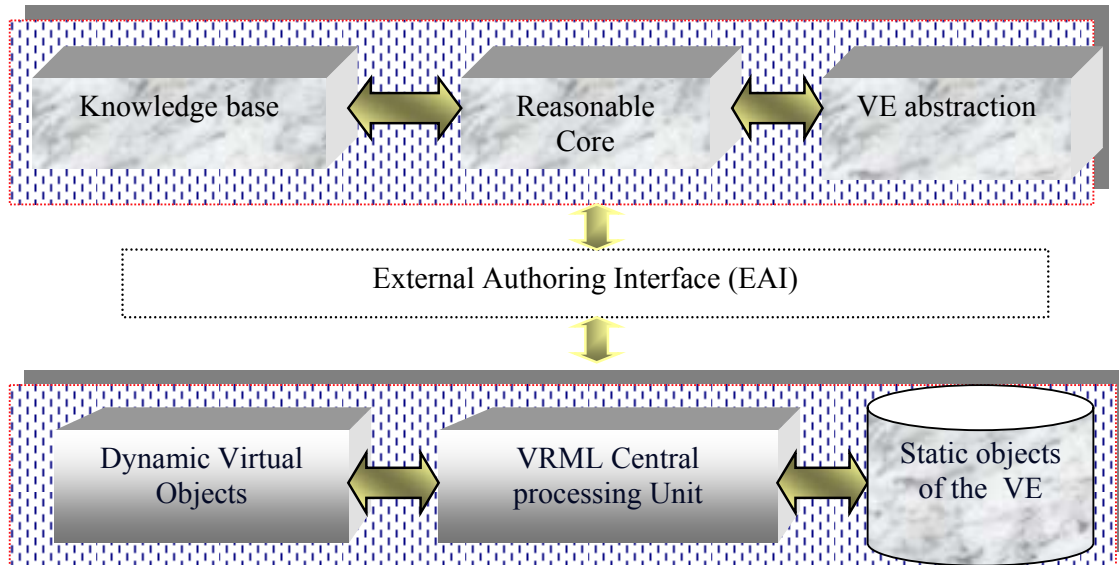 Knowledge base
Reasonable
Core
VE abstraction
External Authoring Interface (EAI)
Dynamic Virtual
Objects
VRML Central
processing Unit
Static objects
of the VE